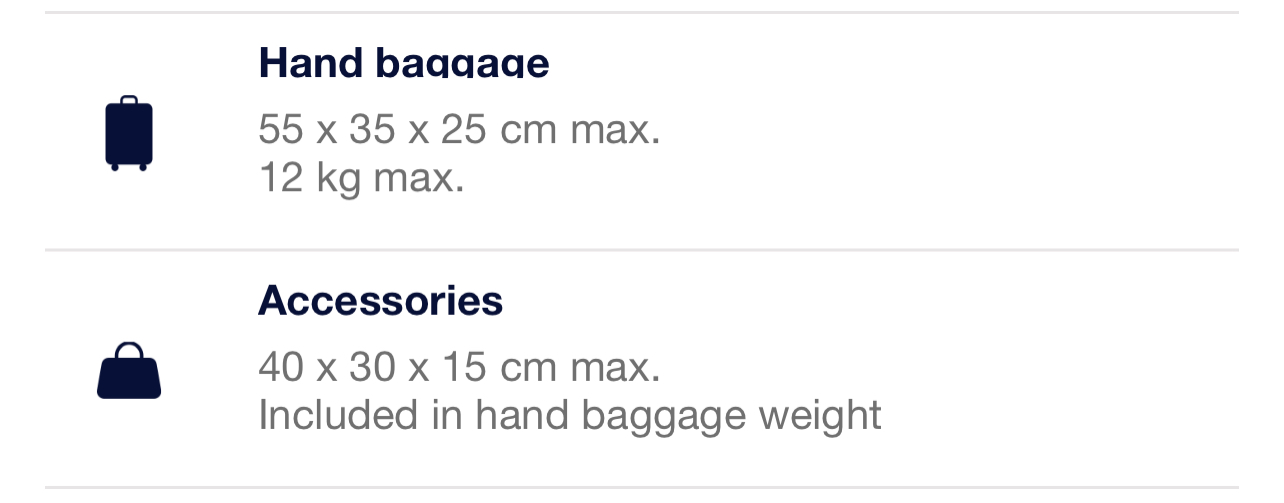 Hand baggage
55 x 35 x 25 cm max.
12 kg max.
Accessories
40 x 30 x 15 cm max.
Included in hand baggage weight